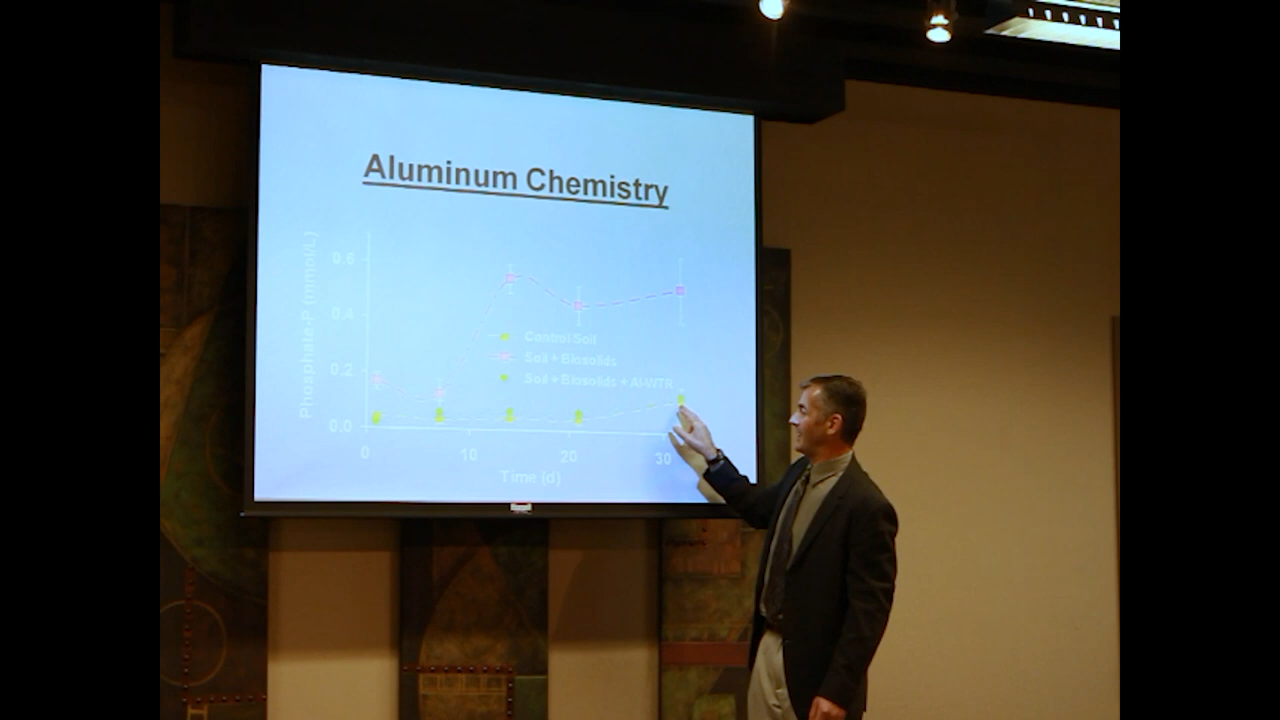 Aluminum Chemistry
Phosphate-P (mmol/L)
0.6
0.4
0.2
0.0
Control Soil
Soil + Biosolids
Soil + Biosolids + Al-WTR
0 10 20 30
Time (d)